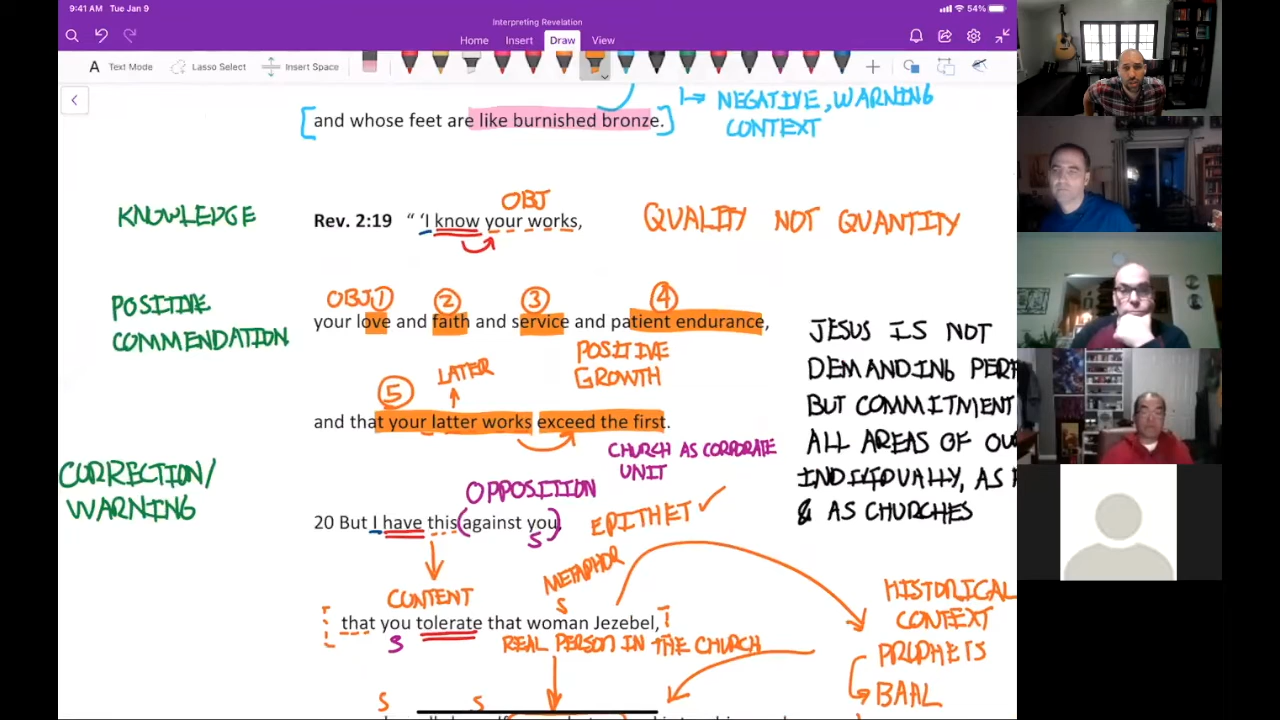 9:41 AM Tue Jan 9
54%
Interpreting Revelation
Home Insert Draw View
A Text Mode Lasso Select Insert Space
NEGATIVE, WARNING
CONTEXT
and whose feet are like burnished bronze.
KNOWLEDGE
OBJ
Rev. 2:19 “ ‘I know your works,
QUALITY NOT QUANTITY
POSITIVE
COMMENDATION
OBJ 1 2 3 4
your love and faith and service and patient endurance,
POSITIVE
GROWTH
LATER
5
and that your latter works exceed the first.
JESUS IS NOT
DEMANDING PERF
BUT COMMITMENT
ALL AREAS OF OU
INDIVIDUALLY, AS
& AS CHURCHES
CHURCH AS CORPORATE
UNIT
CORRECTION/
WARNING
OPPOSITION
20 But I have this (against you)
S
EPITHET
METAPHOR
S
CONTENT
that you tolerate that woman Jezebel,
S
REAL PERSON IN THE CHURCH
HISTORICAL
CONTEXT
PROPHETS
BAAL
S S